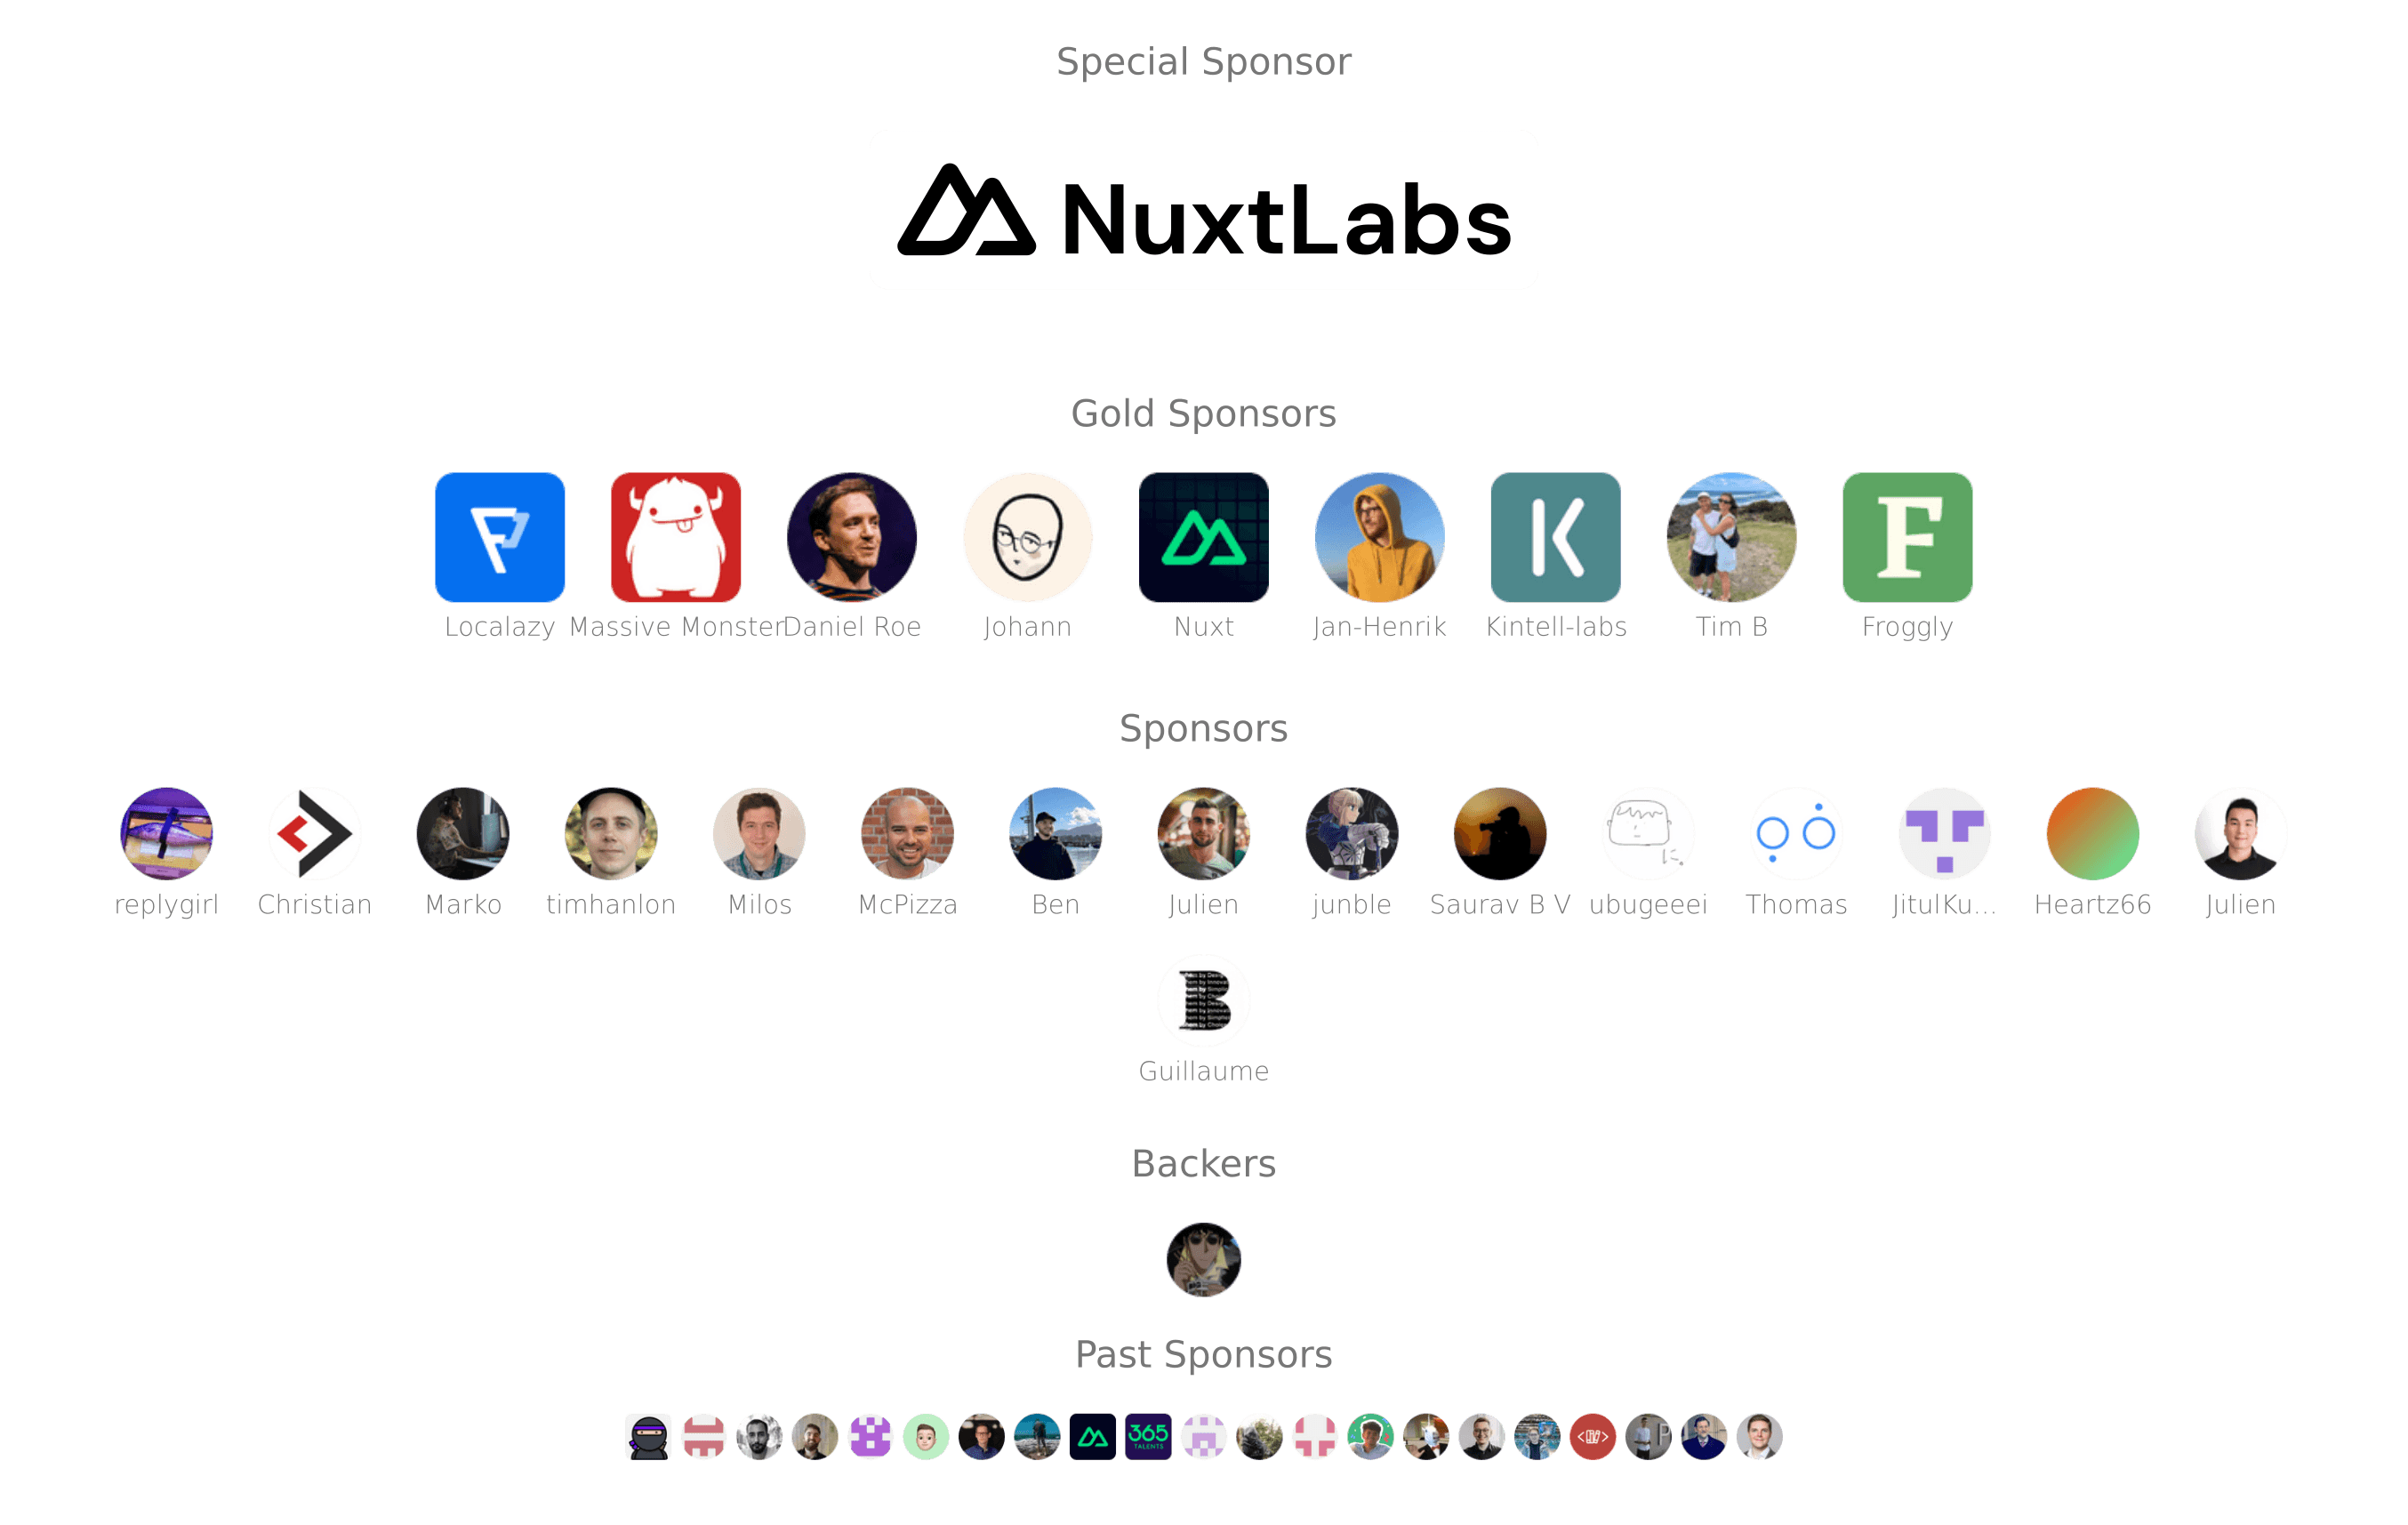 Special Sponsor
NuxtLabs
Gold Sponsors
Localazy Massive Monster Daniel Roe Johann Nuxt Jan-Henrik Kintell-labs Tim B Froggly
Sponsors
replygirl Christian Marko timhanlon Milos McPizza Ben Julien junble Saurav B V ubugeeei Thomas JitulKu... Heartz66 Julien
Guillaume
Backers
Past Sponsors
365
TALENTS